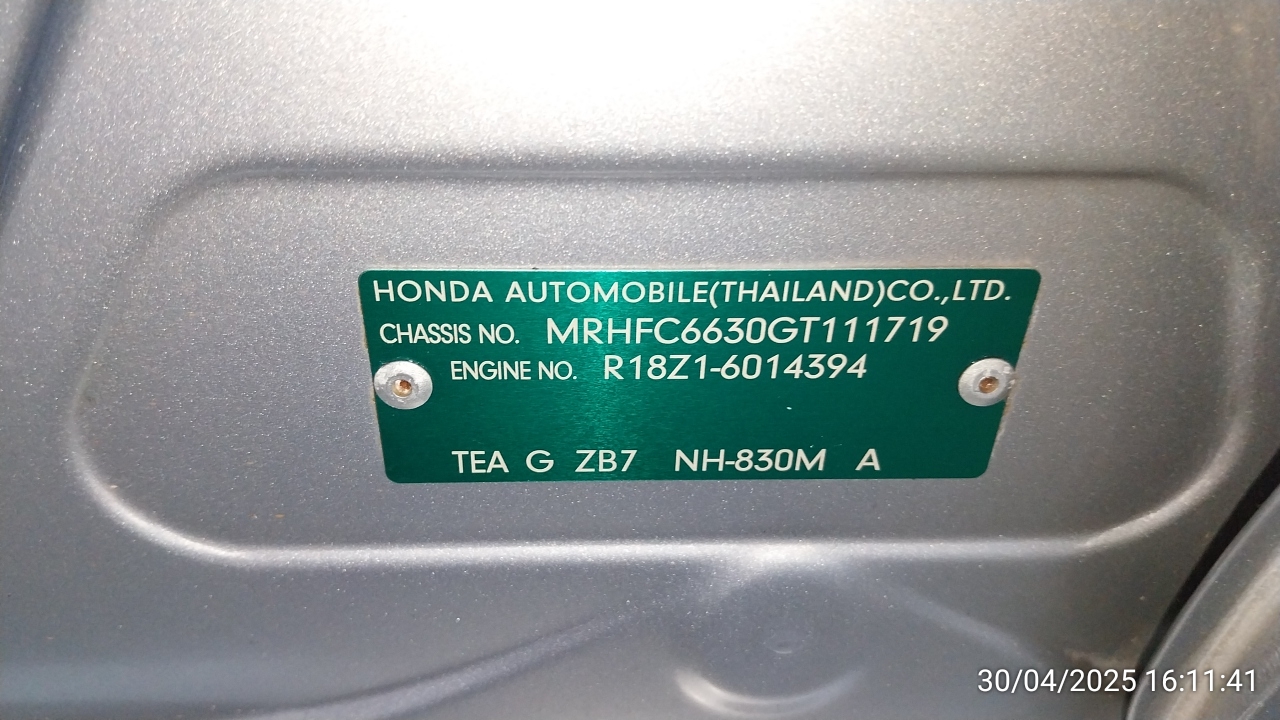 HONDA AUTOMOBILE(THAILAND)CO.,LTD.
CHASSIS NO. MRHFC6630GT111719
ENGINE NO. R18Z1-6014394
TEA G ZB7 NH-830M A
30/04/2025 16:11:41